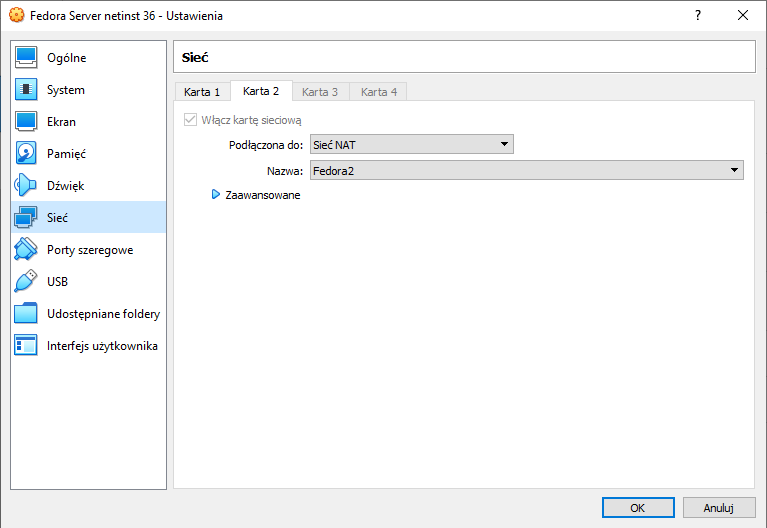 Fedora Server netinst 36 - Ustawienia
?
Ogólne
System
Ekran
Pamięć
Dźwięk
Sieć
Porty szeregowe
USB
Udostępniane foldery
Interfejs użytkownika
Sieć
Karta 1 Karta 2 Karta 3 Karta 4
Włącz kartę sieciową
Podłączona do: Sieć NAT
Nazwa: Fedora2
Zaawansowane
OK Anuluj